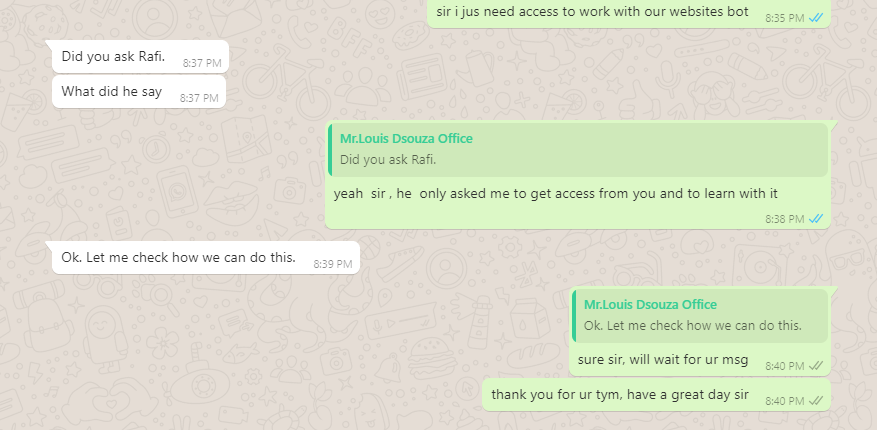 sir i jus need access to work with our websites bot 8:35 PM
Did you ask Rafi. 8:37 PM
What did he say 8:37 PM
Mr.Louis Dsouza Office
Did you ask Rafi.
yeah sir , he only asked me to get access from you and to learn with it
8:38 PM
Ok. Let me check how we can do this. 8:39 PM
Mr.Louis Dsouza Office
Ok. Let me check how we can do this.
sure sir, will wait for ur msg 8:40 PM
thank you for ur tym, have a great day sir 8:40 PM